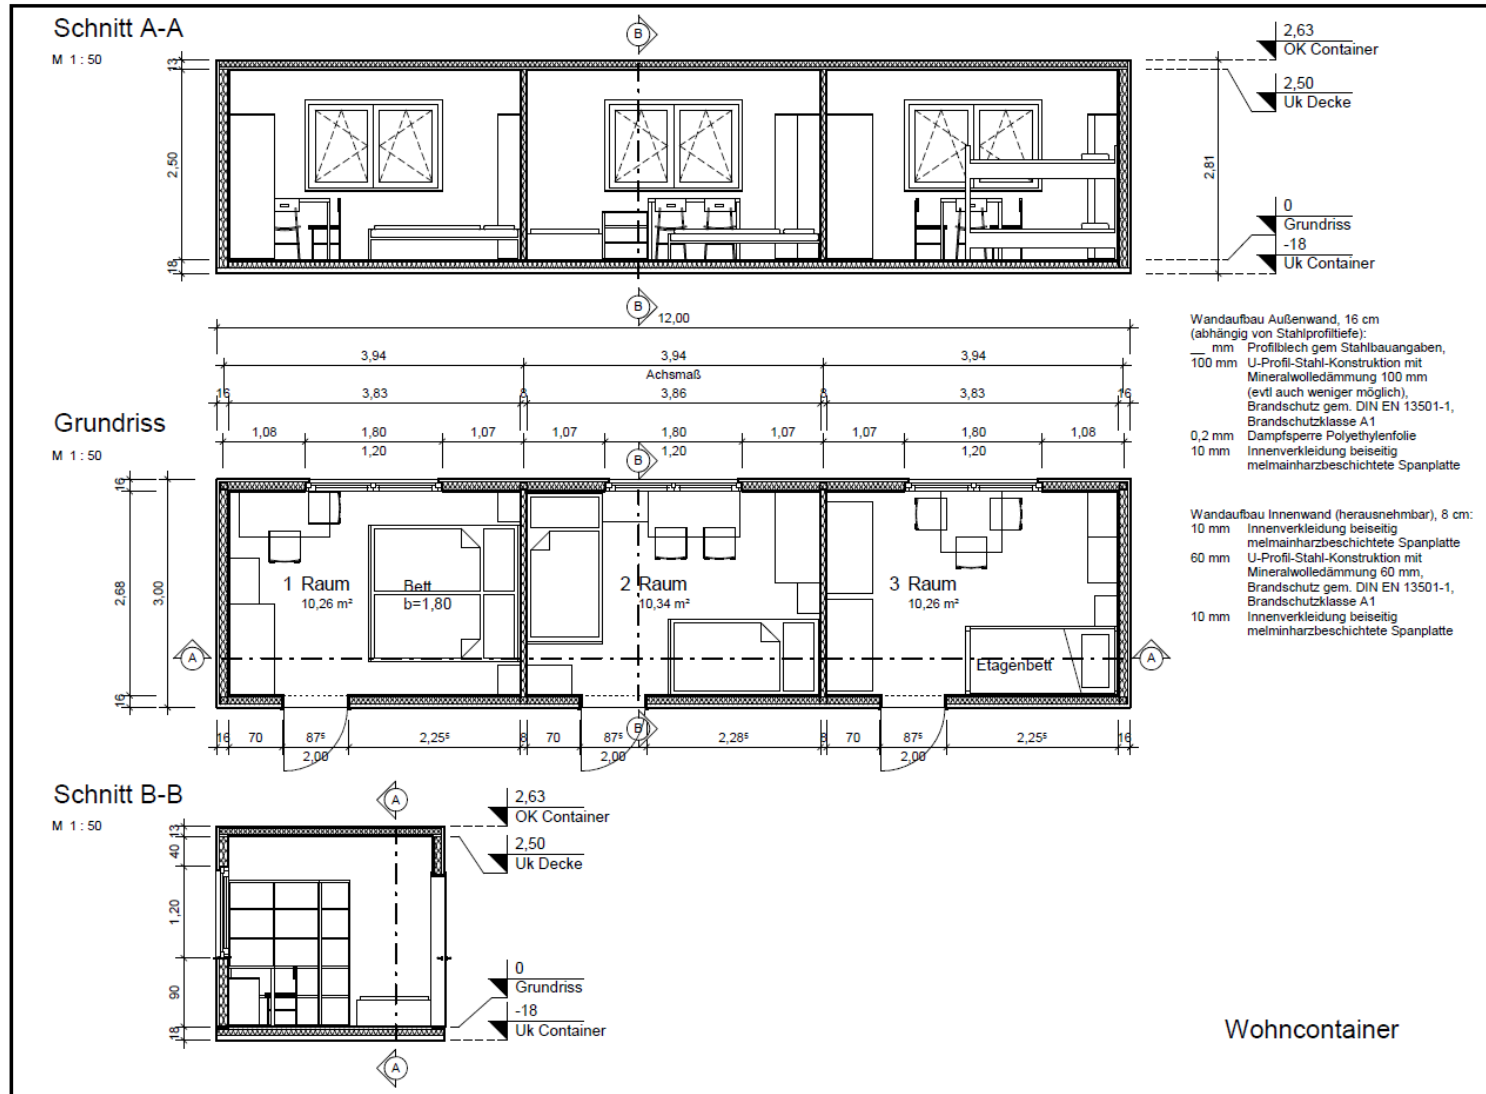 Schnitt A-A
M 1 : 50
B
2,63
OK Container
2,50
Uk Decke
13
2,50
18
2,81
0
Grundriss
-18
Uk Container
B
12,00
3,94
3,94
3,94
Achsmaß
16
3,83
8
3,86
8
3,83
16
Grundriss
M 1 : 50
1,08
1,80
1,07
1,07
1,80
1,07
1,07
1,80
1,08
1,20
1,20
1,20
B
16
2,68
3,00
16
1 Raum
10,26 m²
Bett
b=1,80
2 Raum
10,34 m²
3 Raum
10,26 m²
Etagenbett
A
A
B
16
70
87⁵
2,25⁵
8
70
87⁵
2,28⁵
8
70
87⁵
2,25⁵
16
2,00
2,00
2,00
Wandaufbau Außenwand, 16 cm
(abhängig von Stahlprofiltiefe):
__ mm Profilblech gem Stahlbauangaben,
100 mm U-Profil-Stahl-Konstruktion mit
Mineralwolledämmung 100 mm
(evtl auch weniger möglich),
Brandschutz gem. DIN EN 13501-1,
Brandschutzklasse A1
0,2 mm Dampfsperre Polyethylenfolie
10 mm Innenverkleidung beiseitig
melmainharzbeschichtete Spanplatte
Wandaufbau Innenwand (herausnehmbar), 8 cm:
10 mm Innenverkleidung beiseitig
melmainharzbeschichtete Spanplatte
60 mm U-Profil-Stahl-Konstruktion mit
Mineralwolledämmung 60 mm,
Brandschutz gem. DIN EN 13501-1,
Brandschutzklasse A1
10 mm Innenverkleidung beiseitig
melminharzbeschichtete Spanplatte
Schnitt B-B
M 1 : 50
A
2,63
OK Container
2,50
Uk Decke
13
40
1,20
90
18
0
Grundriss
-18
Uk Container
A
Wohncontainer